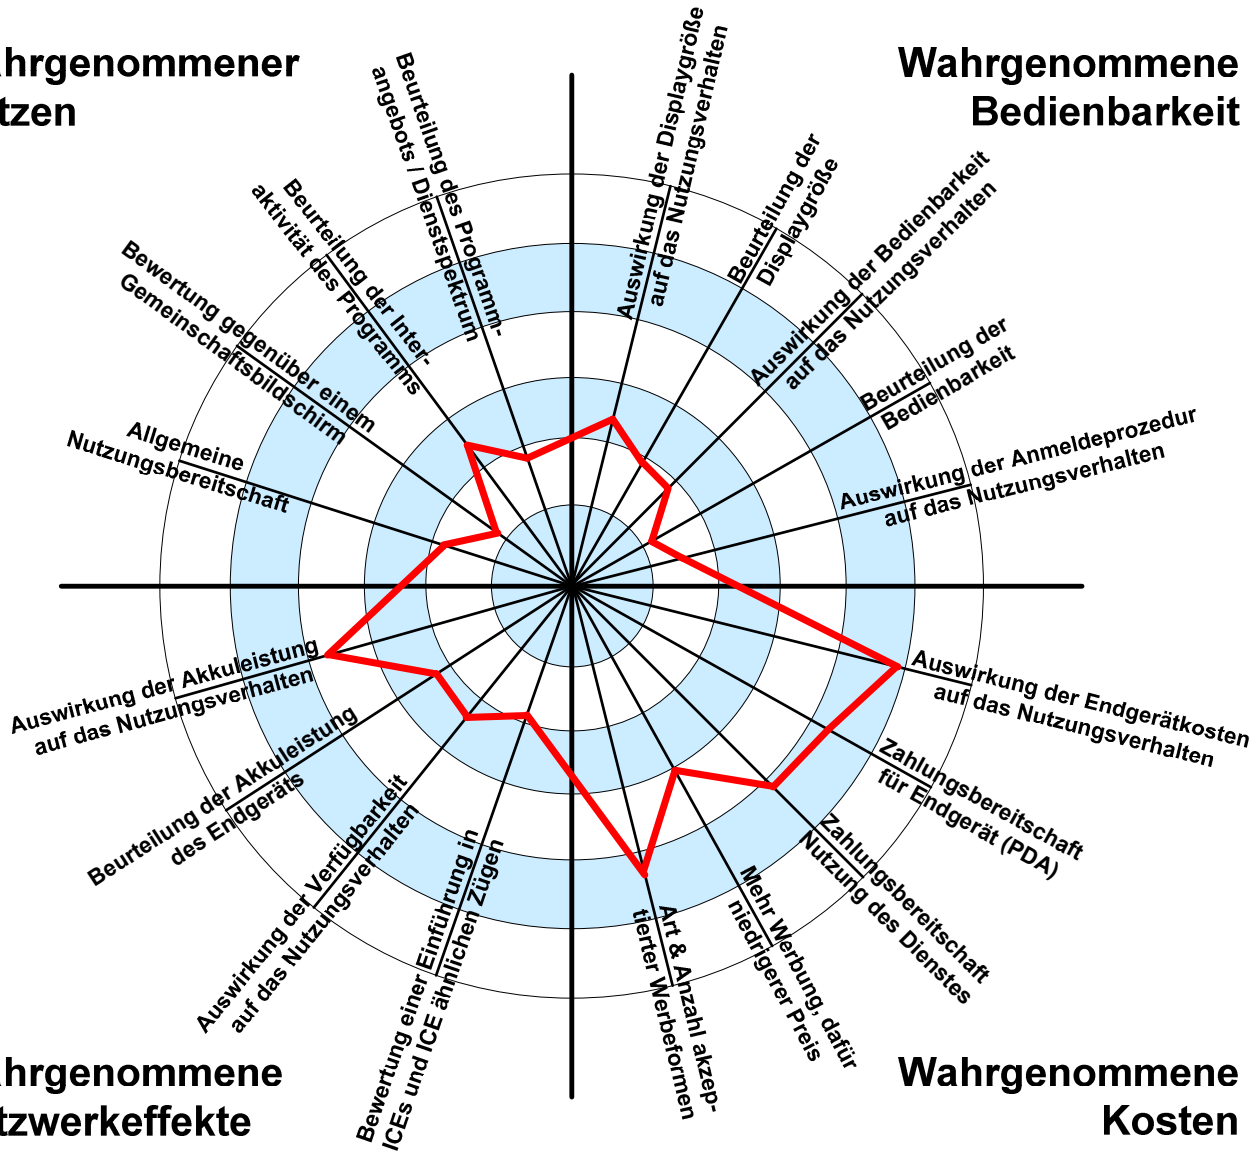 ahrgenommener
tzen
Wahrgenommene
Bedienbarkeit
Beurteilung des Programm-
angebots / Dienstspektrum
Beurteilung der Inter-
aktivität des Programms
Bewertung gegenüber einem
Gemeinschaftsbildschirm
Allgemeine
Nutzungsbereitschaft
Auswirkung der Displaygröße
auf das Nutzungsverhalten
Beurteilung der
Displaygröße
Auswirkung der Bedienbarkeit
auf das Nutzungsverhalten
Beurteilung der
Bedienbarkeit
Auswirkung der Anmeldeprozedur
auf das Nutzungsverhalten
Auswirkung der Akkuleistung
auf das Nutzungsverhalten
Beurteilung der Akkuleistung
des Endgeräts
Auswirkung der Verfügbarkeit
auf das Nutzungsverhalten
Bewertung einer Einführung in
ICEs und ICE ähnlichen Zügen
Auswirkung der Endgerätkosten
auf das Nutzungsverhalten
Zahlungsbereitschaft
für Endgerät (PDA)
Zahlungsbereitschaft
Nutzung des Dienstes
Mehr Werbung, dafür
niedrigerer Preis
Art & Anzahl akzep-
tierter Werbeformen
ahrgenommene
tzwerkeffekte
Wahrgenommene
Kosten